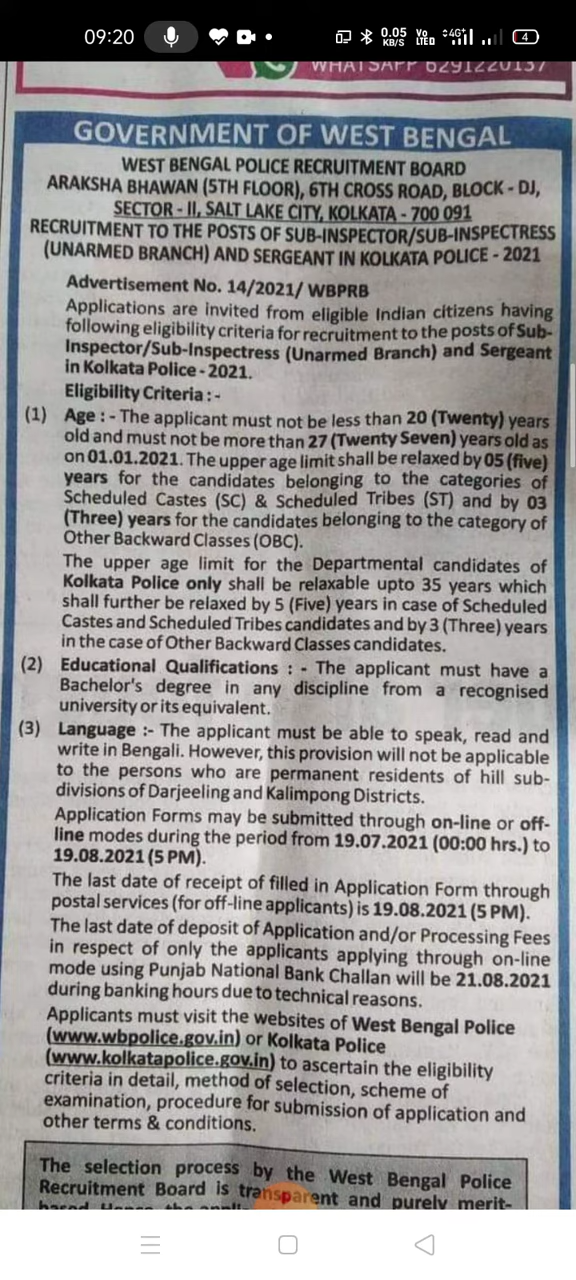 09:20
0.05
KB/S
Vo
LTE
4G+
4
WHATSAPP 6291220137
GOVERNMENT OF WEST BENGAL
WEST BENGAL POLICE RECRUITMENT BOARD
ARAKSHA BHAWAN (5TH FLOOR), 6TH CROSS ROAD, BLOCK - DJ,
SECTOR - II, SALT LAKE CITY, KOLKATA - 700 091
RECRUITMENT TO THE POSTS OF SUB-INSPECTOR/SUB-INSPECTRESS
(UNARMED BRANCH) AND SERGEANT IN KOLKATA POLICE - 2021
Advertisement No. 14/2021/ WBPRB
Applications are invited from eligible Indian citizens having
following eligibility criteria for recruitment to the posts of Sub-
Inspector/Sub-Inspectress (Unarmed Branch) and Sergeant
in Kolkata Police - 2021.
Eligibility Criteria : -
(1) Age : - The applicant must not be less than 20 (Twenty) years
old and must not be more than 27 (Twenty Seven) years old as
on 01.01.2021. The upper age limit shall be relaxed by 05 (five)
years for the candidates belonging to the categories of
Scheduled Castes (SC) & Scheduled Tribes (ST) and by 03
(Three) years for the candidates belonging to the category of
Other Backward Classes (OBC).
The upper age limit for the Departmental candidates of
Kolkata Police only shall be relaxable upto 35 years which
shall further be relaxed by 5 (Five) years in case of Scheduled
Castes and Scheduled Tribes candidates and by 3 (Three) years
in the case of Other Backward Classes candidates.
(2) Educational Qualifications : - The applicant must have a
Bachelor's degree in any discipline from a recognised
university or its equivalent.
(3) Language :- The applicant must be able to speak, read and
write in Bengali. However, this provision will not be applicable
to the persons who are permanent residents of hill sub-
divisions of Darjeeling and Kalimpong Districts.
Application Forms may be submitted through on-line or off-
line modes during the period from 19.07.2021 (00:00 hrs.) to
19.08.2021 (5 PM).
The last date of receipt of filled in Application Form through
postal services (for off-line applicants) is 19.08.2021 (5 PM).
The last date of deposit of Application and/or Processing Fees
in respect of only the applicants applying through on-line
mode using Punjab National Bank Challan will be 21.08.2021
during banking hours due to technical reasons.
Applicants must visit the websites of West Bengal Police
(www.wbpolice.gov.in) or Kolkata Police
(www.kolkatapolice.gov.in) to ascertain the eligibility
criteria in detail, method of selection, scheme of
examination, procedure for submission of application and
other terms & conditions.
The selection process by the West Bengal Police
Recruitment Board is transparent and purely merit-